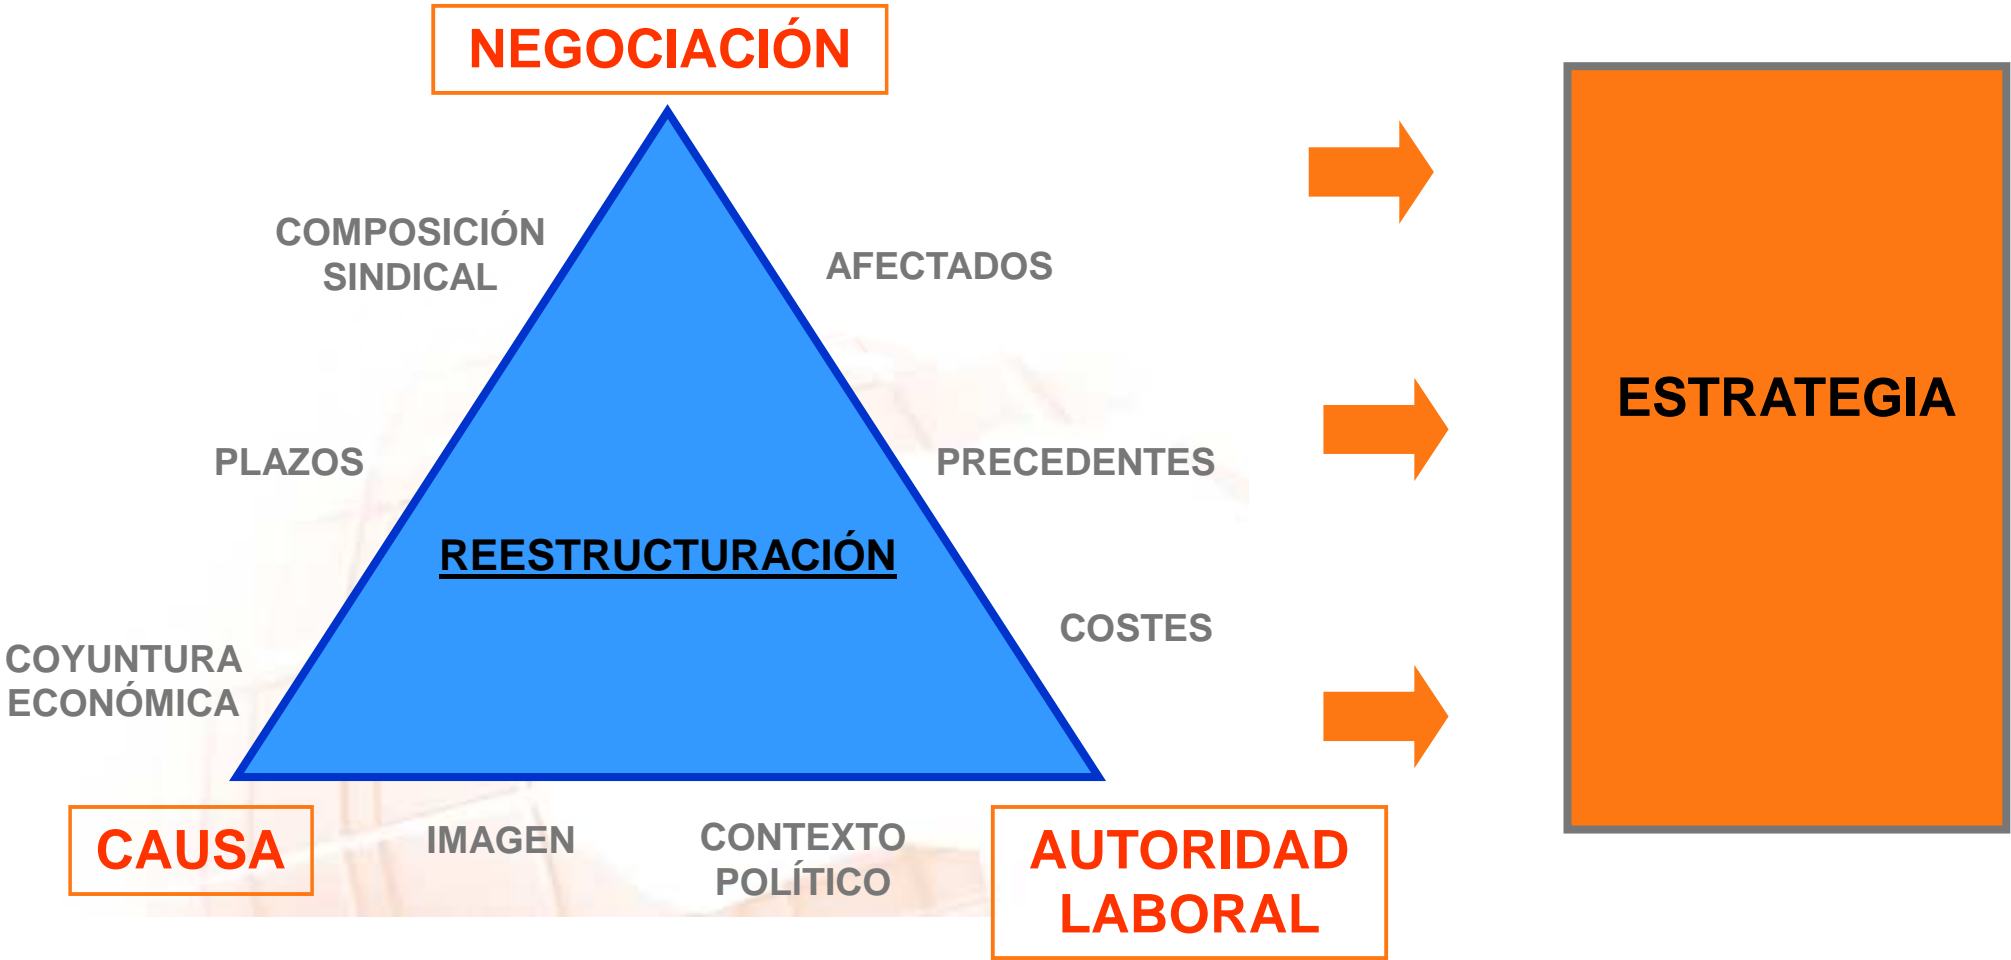 NEGOCIACIÓN
COMPOSICIÓN
SINDICAL
AFECTADOS
PLAZOS
PRECEDENTES
REESTRUCTURACIÓN
COSTES
COYUNTURA
ECONÓMICA
CAUSA
IMAGEN
CONTEXTO
POLÍTICO
AUTORIDAD
LABORAL
ESTRATEGIA